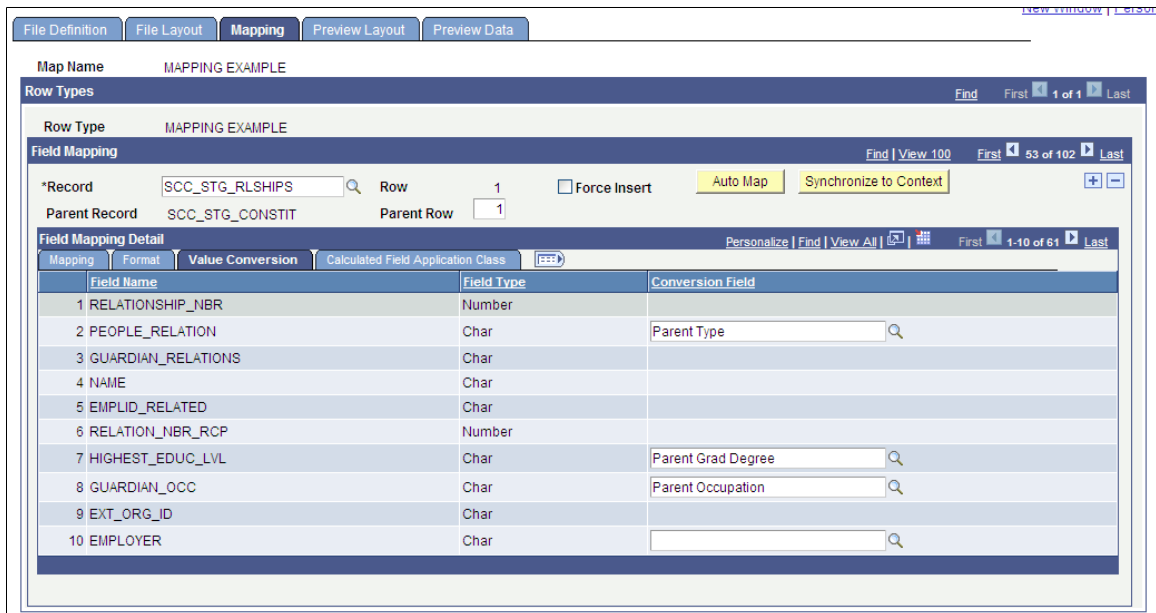 New Window | Person
File Definition File Layout Mapping Preview Layout Preview Data
Map Name MAPPING EXAMPLE
Row Types Find First 1 of 1 Last
Row Type MAPPING EXAMPLE
Field Mapping Find | View 100 First 53 of 102 Last
*Record SCC_STG_RLSHIPS Row 1 Force Insert Auto Map Synchronize to Context
Parent Record SCC_STG_CONSTIT Parent Row 1
Field Mapping Detail Personalize | Find | View All | | First 1-10 of 61 Last
Mapping Format Value Conversion Calculated Field Application Class
Field Name Field Type Conversion Field
1 RELATIONSHIP_NBR Number
2 PEOPLE_RELATION Char Parent Type
3 GUARDIAN_RELATIONS Char
4 NAME Char
5 EMPLID_RELATED Char
6 RELATION_NBR_RCP Number
7 HIGHEST_EDUC_LVL Char Parent Grad Degree
8 GUARDIAN_OCC Char Parent Occupation
9 EXT_ORG_ID Char
10 EMPLOYER Char